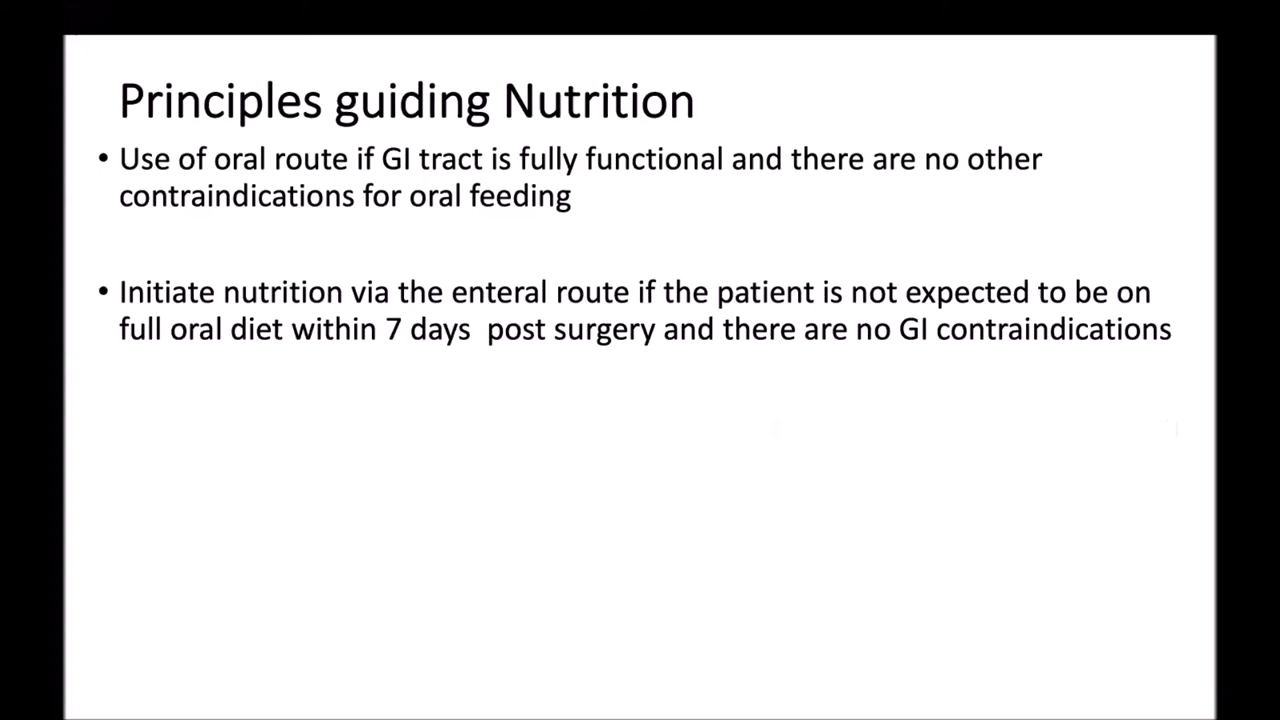 Principles guiding Nutrition
• Use of oral route if GI tract is fully functional and there are no other
contraindications for oral feeding
• Initiate nutrition via the enteral route if the patient is not expected to be on
full oral diet within 7 days  post surgery and there are no GI contraindications